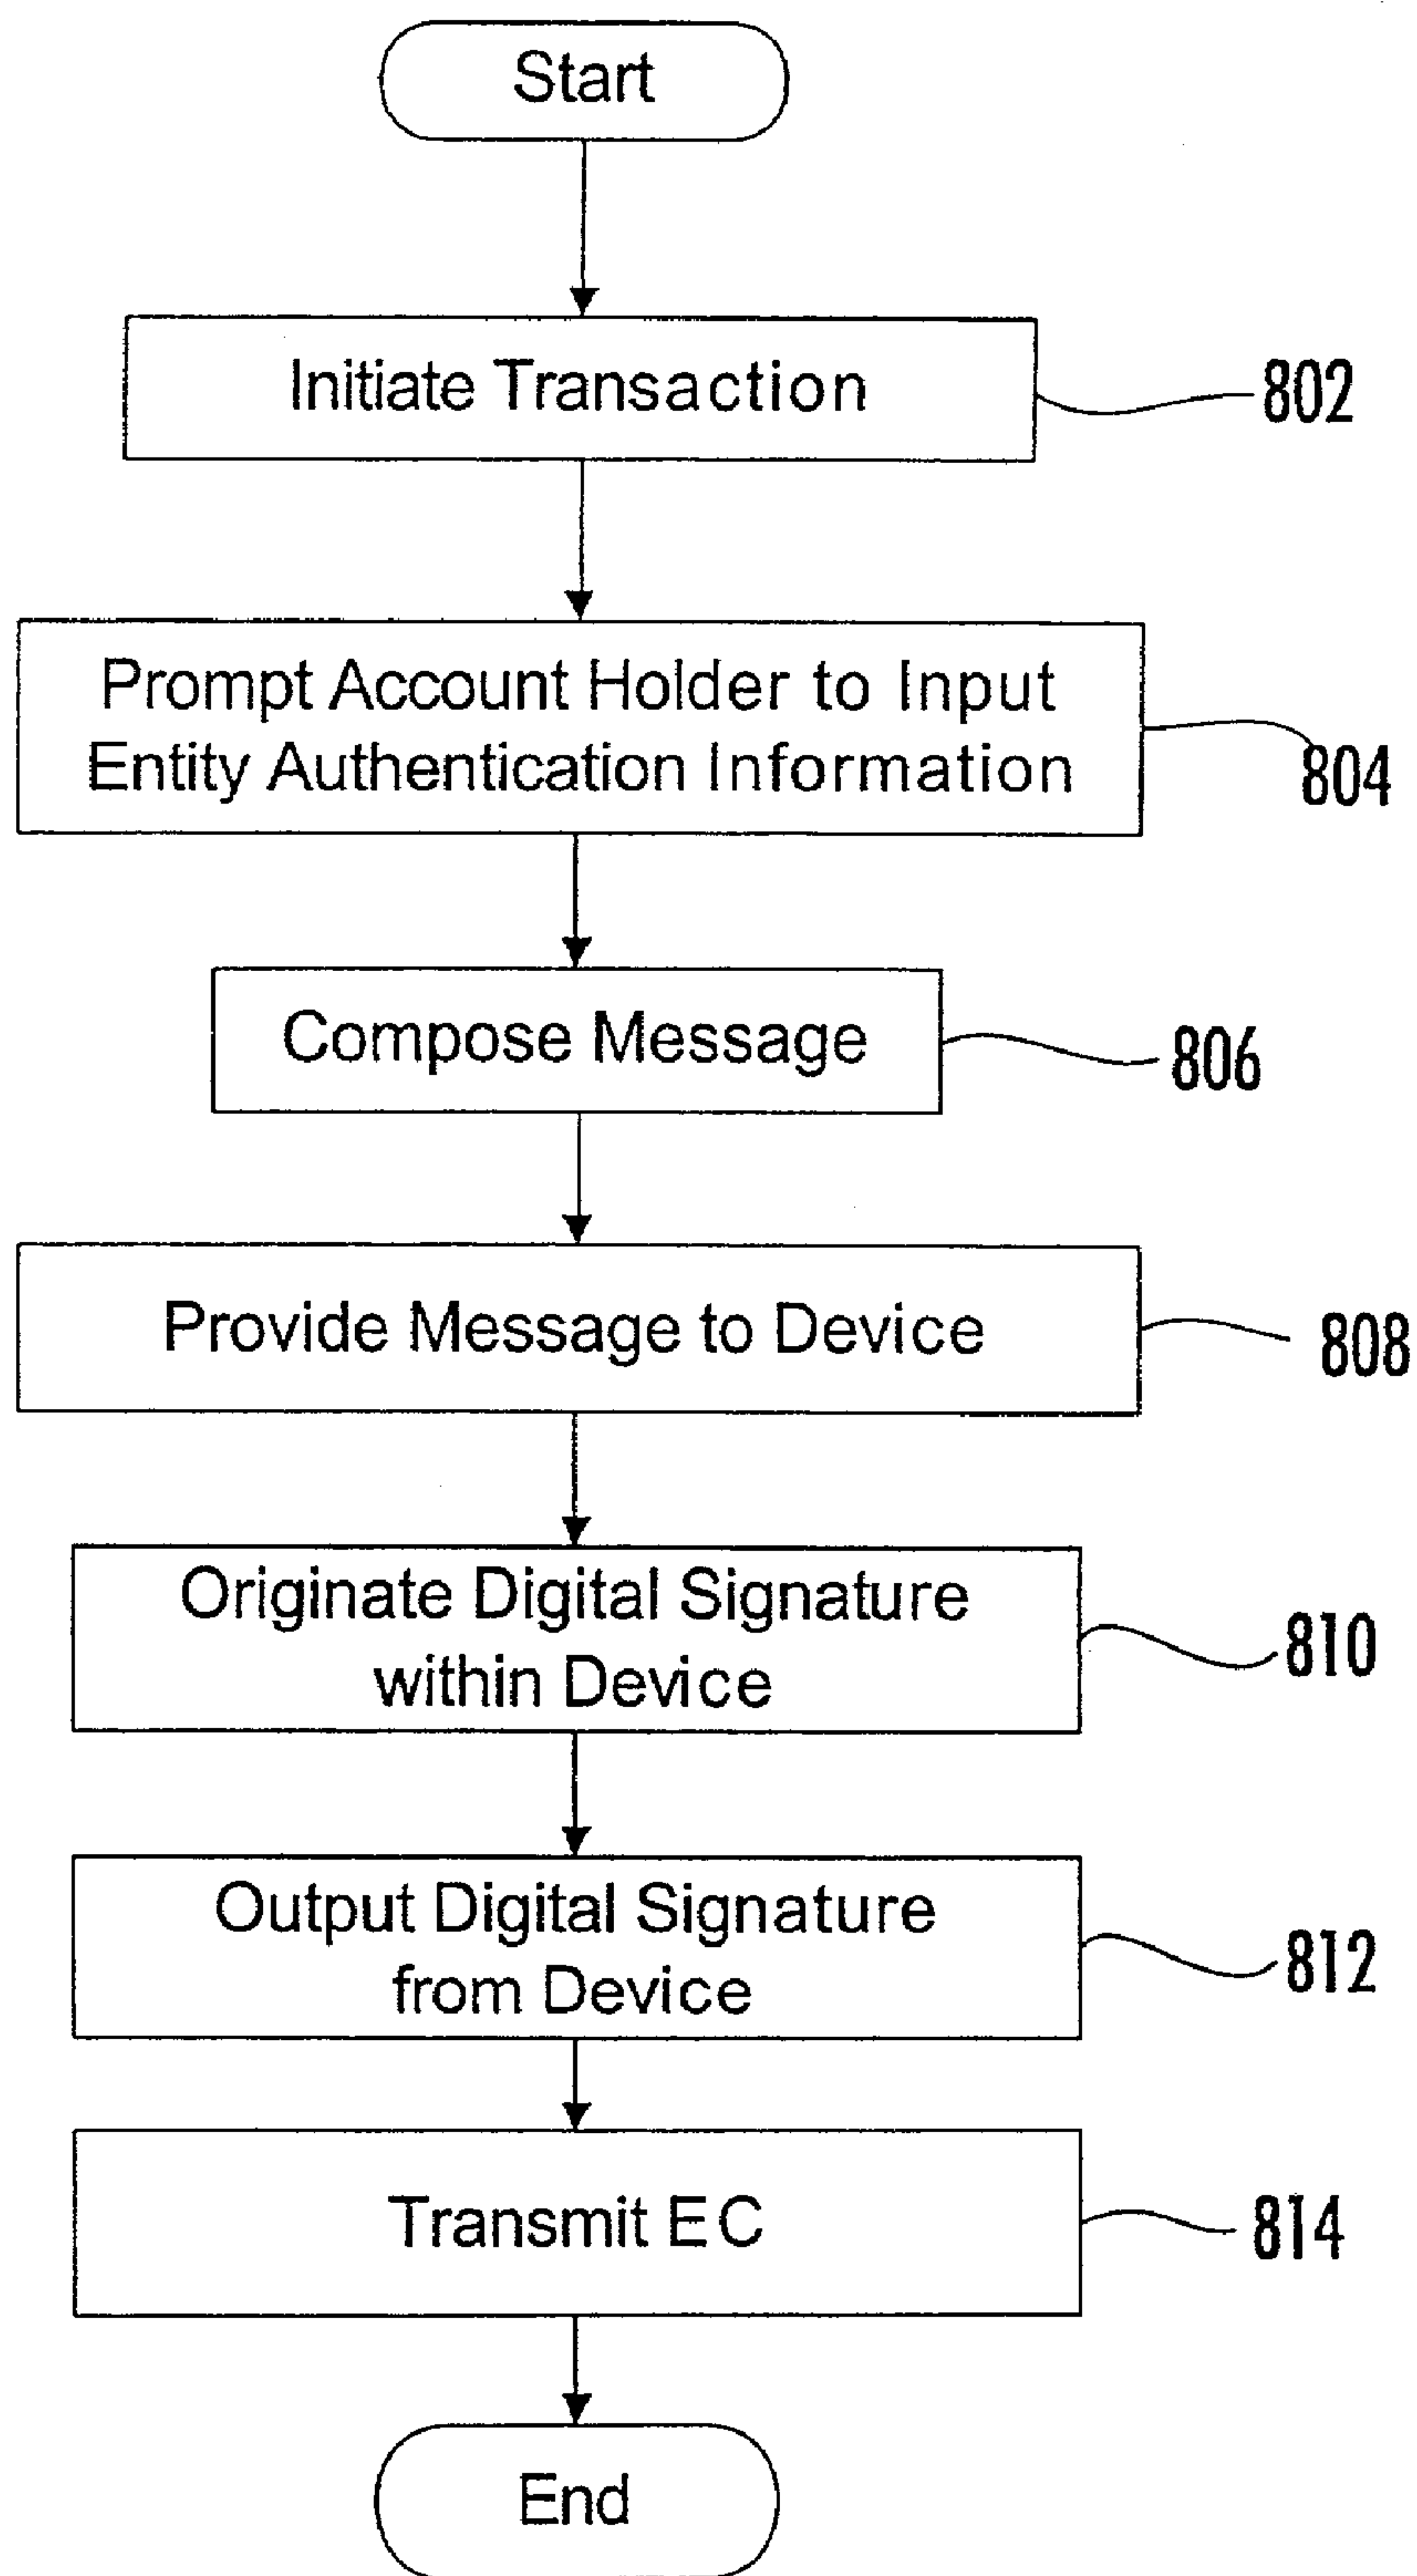 Start
Initiate Transaction
802
Prompt Account Holder to Input
Entity Authentication Information
804
Compose Message
806
Provide Message to Device
808
Originate Digital Signature
within Device
810
Output Digital Signature
from Device
812
Transmit EC
814
End